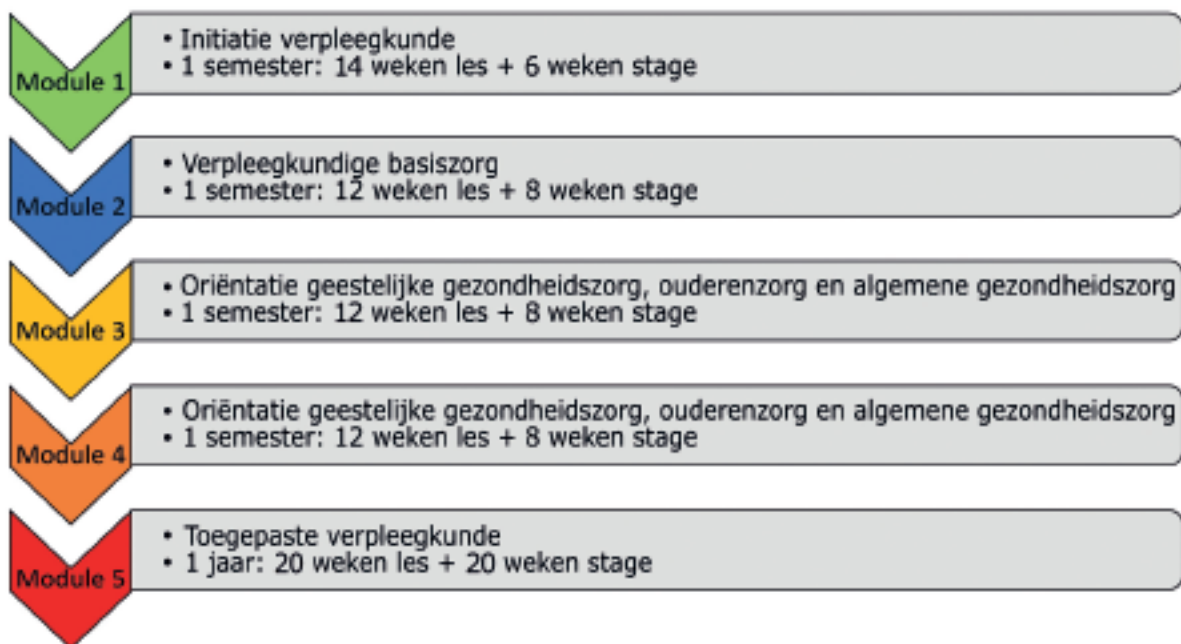 Module 1
• Initiatie verpleegkunde
• 1 semester: 14 weken les + 6 weken stage
Module 2
• Verpleegkundige basiszorg
• 1 semester: 12 weken les + 8 weken stage
Module 3
• Oriëntatie geestelijke gezondheidszorg, ouderenzorg en algemene gezondheidszorg
• 1 semester: 12 weken les + 8 weken stage
Module 4
• Oriëntatie geestelijke gezondheidszorg, ouderenzorg en algemene gezondheidszorg
• 1 semester: 12 weken les + 8 weken stage
Module 5
• Toegepaste verpleegkunde
• 1 jaar: 20 weken les + 20 weken stage